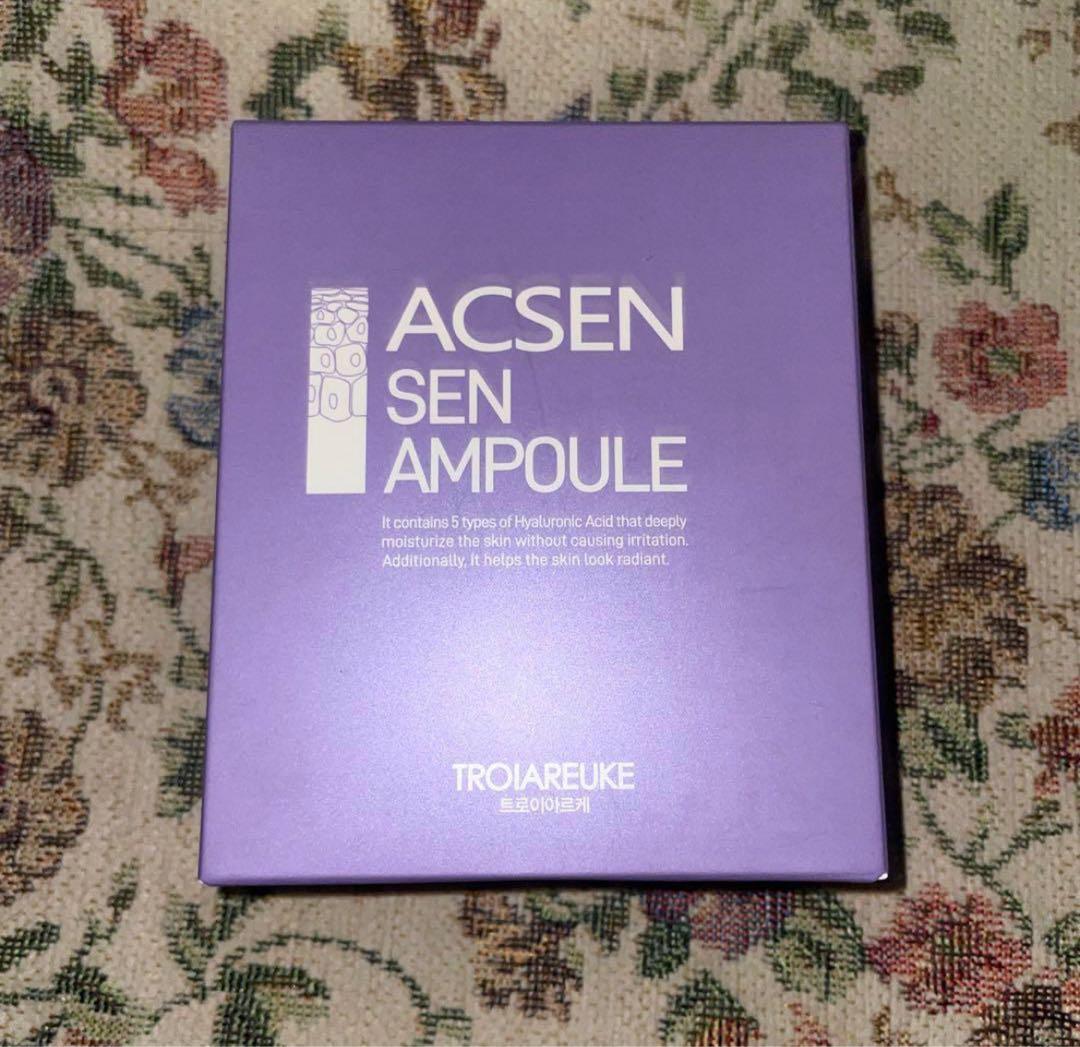 ACSEN
SEN
AMPOULE
It contains 5 types of Hyaluronic Acid that deeply
moisturize the skin without causing irritation.
Additionally, it helps the skin look radiant.
TROIAREUKE
트로이아르케